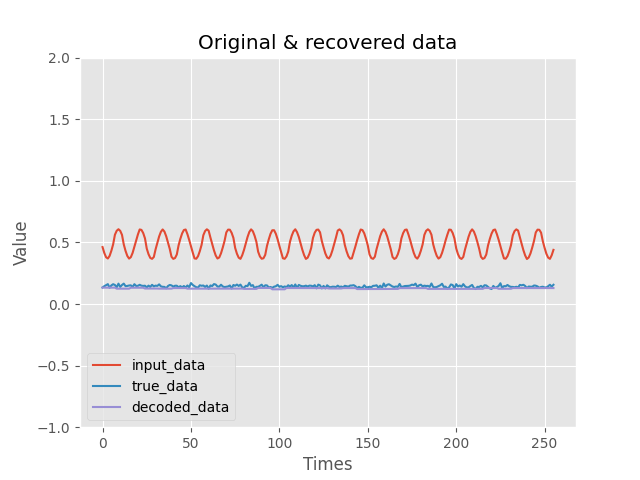 Original & recovered data
2.0
1.5
1.0
0.5
0.0
−0.5
−1.0
Value
input_data
true_data
decoded_data
0 50 100 150 200 250
Times